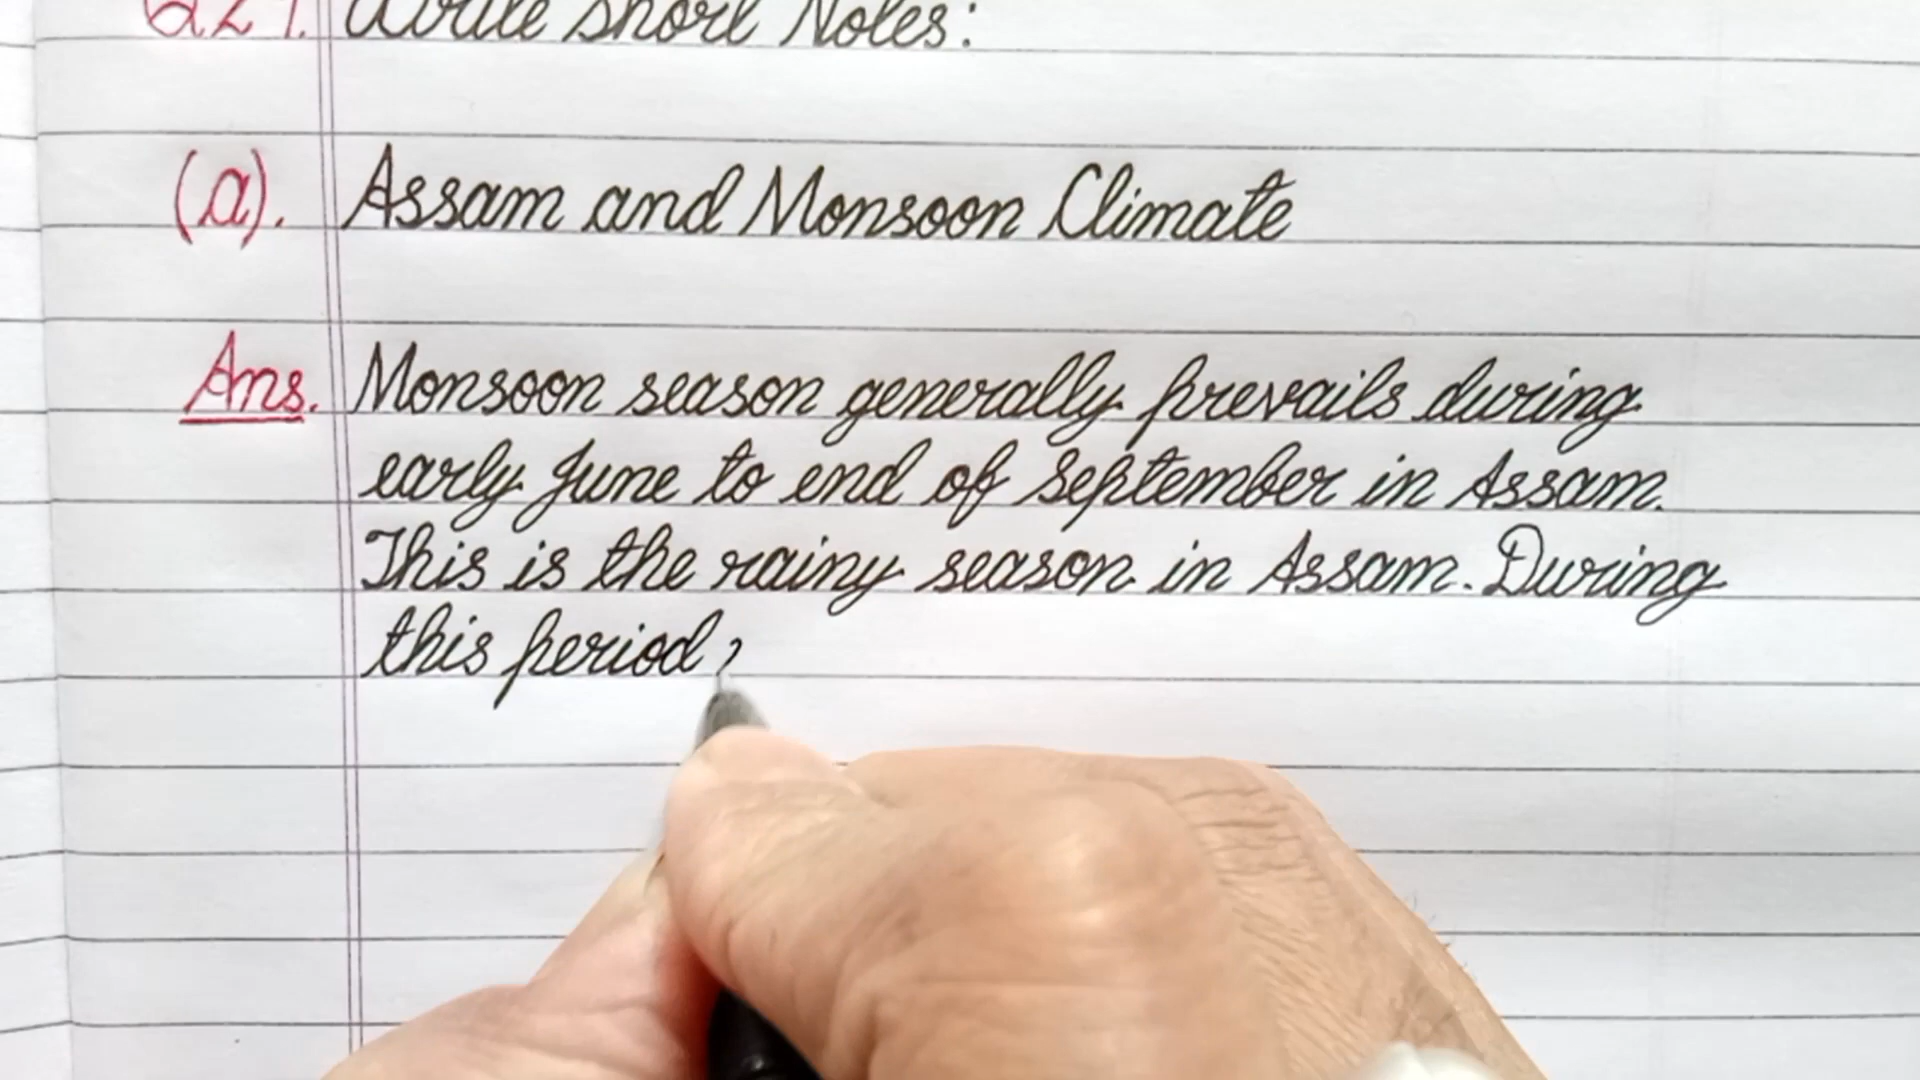 Write Short Notes:
(a). Assam and Monsoon Climate
Ans. Monsoon season generally prevails during
early June to end of September in Assam.
This is the rainy season in Assam. During
this period,